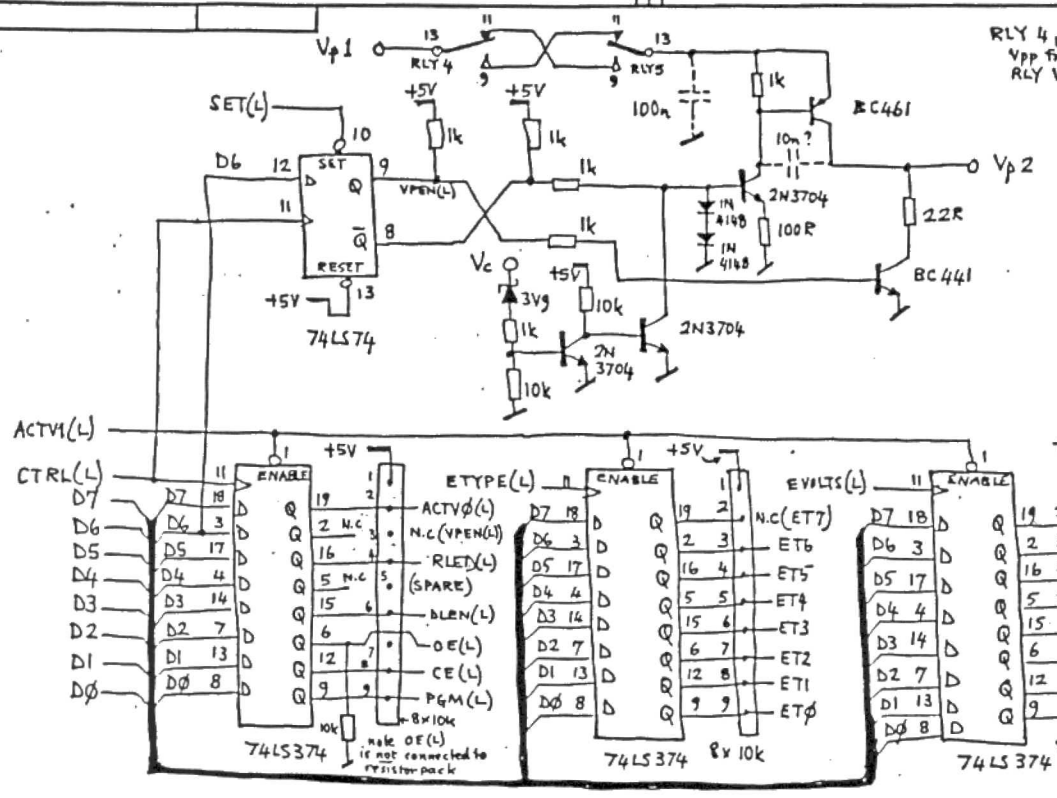 11
11
RLY 4
Vp1
13
13
Vpp
RLY 4
9
9
RLY5
RLY
+5V
+5V
1k
SET(L)
100n
BC461
10
1k
1k
10n?
D6
12
SET
9
1k
Vp2
D
Q
VPEN(L)
2N3704
11
1N
4148
100R
22R
Q
8
1k
1N
4148
RESET
Vc
+5V
BC441
+5V
13
3V9
10k
74LS74
1k
2N3704
2N
3704
10k
ACTV1(L)
1
1
1
+5V
+5V
CTRL(L)
11
ENABLE
1
ETYPE(L)
11
ENABLE
1
EVOLTS(L)
11
ENABLE
D7
D7
18
D
Q
19
2
ACTVØ(L)
D7
18
D
Q
19
2
N.C(ET7)
D7
18
D
Q
19
D6
D6
3
D
Q
2
N.C
3
N.C(VPEN(L))
D6
3
D
Q
2
3
ET6
D6
3
D
Q
2
D5
D5
17
D
Q
16
4
RLED(L)
D5
17
D
Q
16
4
ET5
D5
17
D
Q
16
D4
D4
4
D
Q
5
N.C
5
(SPARE)
D4
4
D
Q
5
5
ET4
D4
4
D
Q
5
D3
D3
14
D
Q
15
6
DLEN(L)
D3
14
D
Q
15
6
ET3
D3
14
D
Q
15
D2
D2
7
D
Q
6
7
OE(L)
D2
7
D
Q
6
7
ET2
D2
7
D
Q
6
D1
D1
13
D
Q
12
8
CE(L)
D1
13
D
Q
12
8
ET1
D1
13
D
Q
12
DØ
DØ
8
D
Q
9
9
PGM(L)
DØ
8
D
Q
9
9
ETØ
DØ
8
D
Q
9
10k
8x10k
74LS374
note OE(L)
is not connected to
resistor pack
74LS374
8x10k
74LS374